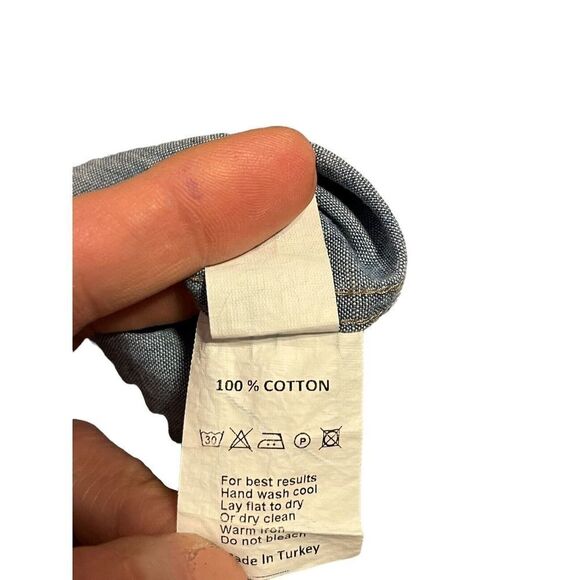 100 % COTTON
30 P
For best results
Hand wash cool
Lay flat to dry
Or dry clean
Warm iron
Do not bleach
Made In Turkey